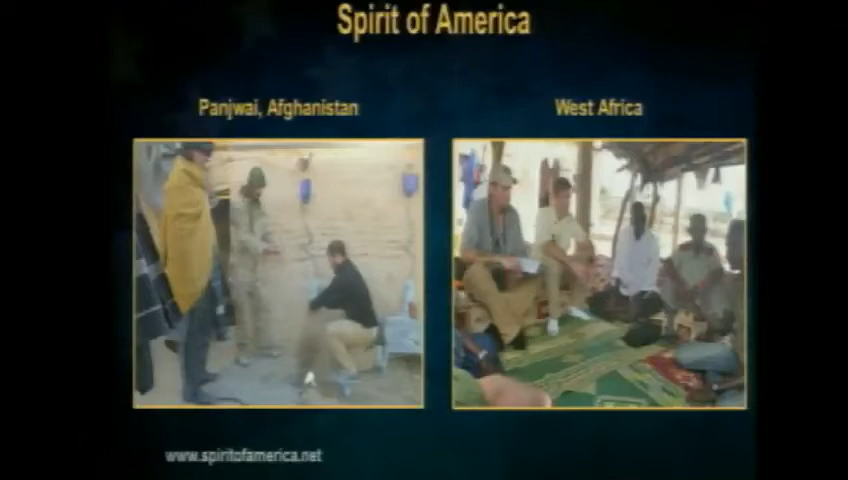 Spirit of America
Panjwai, Afghanistan
West Africa
www.spiritofamerica.net